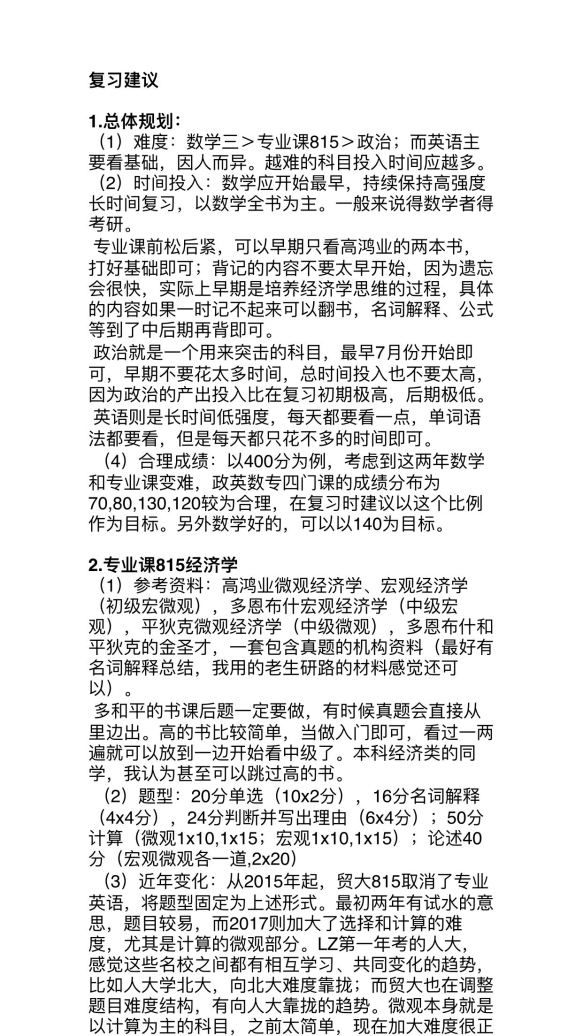 复习建议
1.总体规划：
（1）难度：数学三＞专业课815＞政治；而英语主
要看基础，因人而异。越难的科目投入时间应越多。
（2）时间投入：数学应开始最早，持续保持高强度
长时间复习，以数学全书为主。一般来说得数学者得
考研。
专业课前松后紧，可以早期只看高鸿业的两本书，
打好基础即可；背记的内容不要太早开始，因为遗忘
会很快，实际上早期是培养经济学思维的过程，具体
的内容如果一时记不起来可以翻书，名词解释、公式
等到了中后期再背即可。
政治就是一个用来突击的科目，最早7月份开始即
可，早期不要花太多时间，总时间投入也不要太高，
因为政治的产出投入比在复习初期极高，后期极低。
英语则是长时间低强度，每天都要看一点，单词语
法都要看，但是每天都只花不多的时间即可。
（4）合理成绩：以400分为例，考虑到这两年数学
和专业课变难，政英数专四门课的成绩分布为
70,80,130,120较为合理，在复习时建议以这个比例
作为目标。另外数学好的，可以以140为目标。
2.专业课815经济学
（1）参考资料：高鸿业微观经济学、宏观经济学
（初级宏微观），多恩布什宏观经济学（中级宏
观），平狄克微观经济学（中级微观），多恩布什和
平狄克的金圣才，一套包含真题的机构资料（最好有
名词解释总结，我用的老生研路的材料感觉还可
以）。
多和平的书课后题一定要做，有时候真题会直接从
里边出。高的书比较简单，当做入门即可，看过一两
遍就可以放到一边开始看中级了。本科经济类的同
学，我认为甚至可以跳过高的书。
（2）题型：20分单选（10x2分），16分名词解释
（4x4分），24分判断并写出理由（6x4分）；50分
计算（微观1x10,1x15；宏观1x10,1x15）；论述40
分（宏观微观各一道,2x20）
（3）近年变化：从2015年起，贸大815取消了专业
英语，将题型固定为上述形式。最初两年有试水的意
思，题目较易，而2017则加大了选择和计算的难
度，尤其是计算的微观部分。LZ第一年考的人大，
感觉这些名校之间都有相互学习、共同变化的趋势，
比如人大学北大，向北大难度靠拢；而贸大也在调整
题目难度结构，有向人大靠拢的趋势。微观本身就是
以计算为主的科目，之前太简单，现在加大难度很正